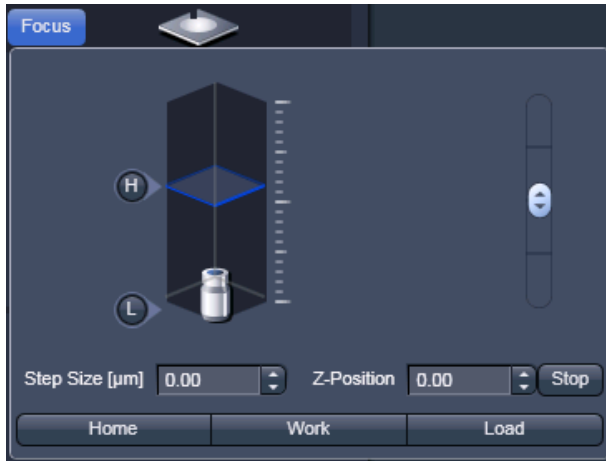 Focus
H
L
Step Size [µm] 0.00 Z-Position 0.00 Stop
Home Work Load